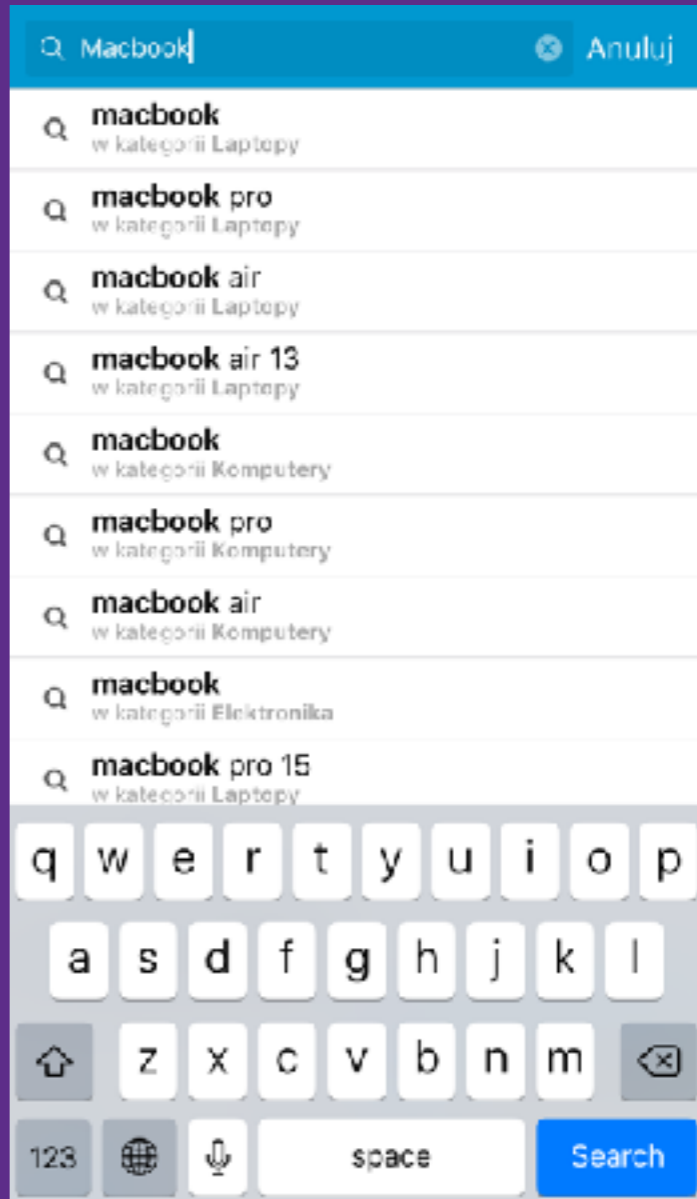 Macbook Anuluj
macbook
w kategorii Laptopy
macbook pro
w kategorii Laptopy
macbook air
w kategorii Laptopy
macbook air 13
w kategorii Laptopy
macbook
w kategorii Komputery
macbook pro
w kategorii Komputery
macbook air
w kategorii Komputery
macbook
w kategorii Elektronika
macbook pro 15
w kategorii Laptopy
q w e r t y u i o p
a s d f g h j k l
z x c v b n m
123 space Search